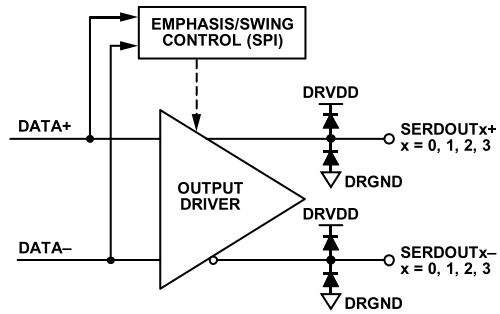 EMPHASIS/SWING
CONTROL (SPI)
DATA+
DRVDD
SERDOUTx+
x = 0, 1, 2, 3
DRGND
OUTPUT
DRIVER
DRVDD
DATA–
SERDOUTx–
x = 0, 1, 2, 3
DRGND